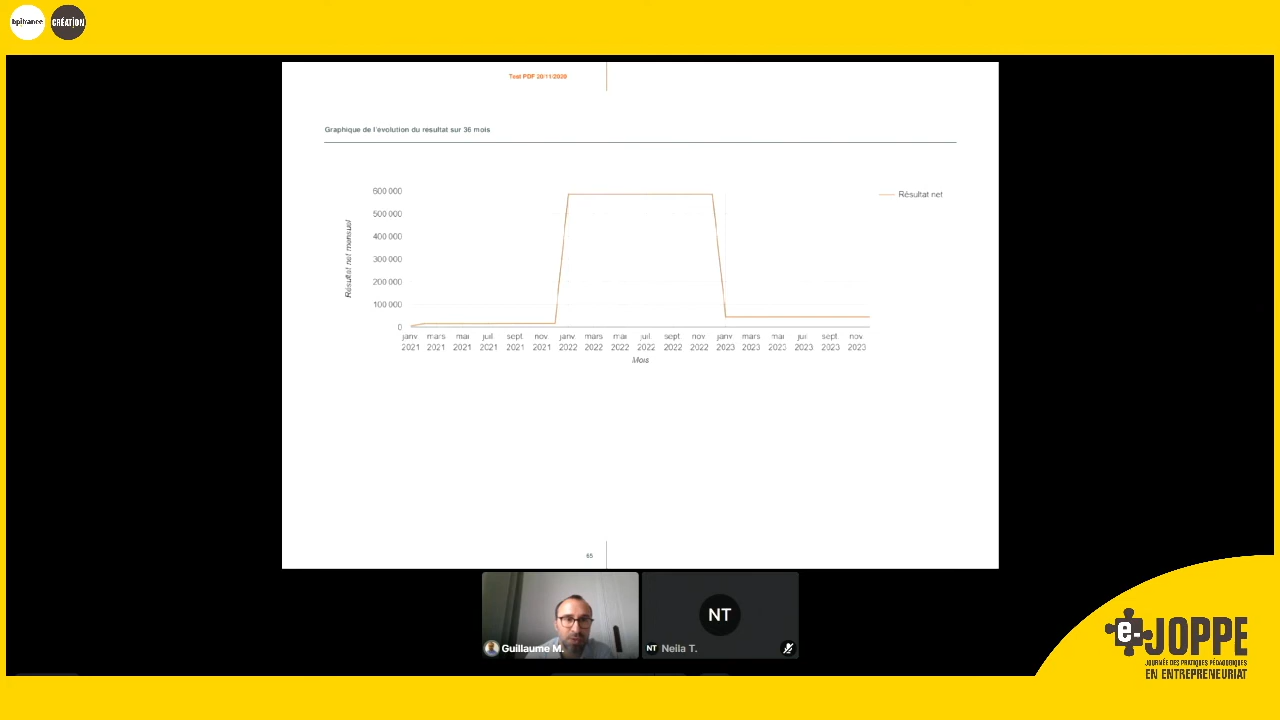 bpifrance CRÉATION
Test PDF 20/11/2020
Graphique de l'evolution du resultat sur 36 mois
600 000
500 000
400 000
300 000
200 000
100 000
0
Résultat net mensuel
Résultat net
janv. mars mai juil. sept. nov. janv. mars mai juil. sept. nov. janv. mars mai juil. sept. nov.
2021 2021 2021 2021 2021 2021 2022 2022 2022 2022 2022 2022 2023 2023 2023 2023 2023 2023
Mois
65
NT
Guillaume M.
NT Neila T.
e-JOPPE
JOURNÉE DES PRATIQUES PÉDAGOGIQUES
EN ENTREPRENEURIAT